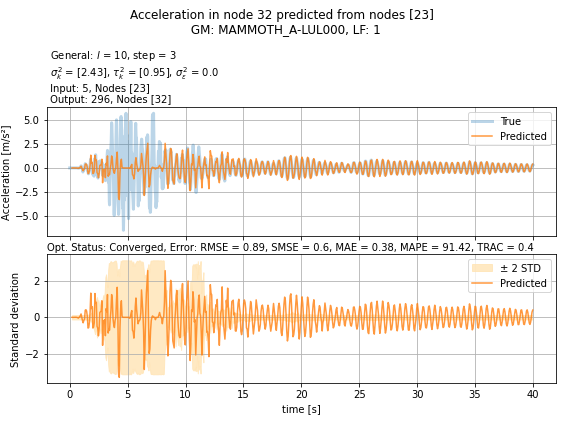 Acceleration in node 32 predicted from nodes [23]
GM: MAMMOTH_A-LUL000, LF: 1
General: l = 10, step = 3
σ²_k = [2.43], τ²_k = [0.95], σ²_ε = 0.0
Input: 5, Nodes [23]
Output: 296, Nodes [32]
Acceleration [m/s²]
5.0
2.5
0.0
−2.5
−5.0
True
Predicted
Opt. Status: Converged, Error: RMSE = 0.89, SMSE = 0.6, MAE = 0.38, MAPE = 91.42, TRAC = 0.4
Standard deviation
2
0
−2
± 2 STD
Predicted
0 5 10 15 20 25 30 35 40
time [s]